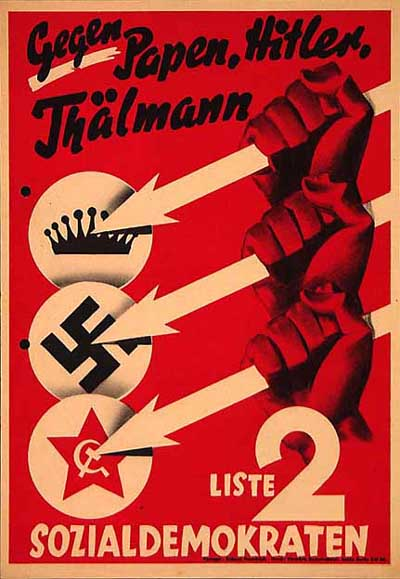 Gegen Papen, Hitler,
Thälmann
LISTE 2
SOZIALDEMOKRATEN